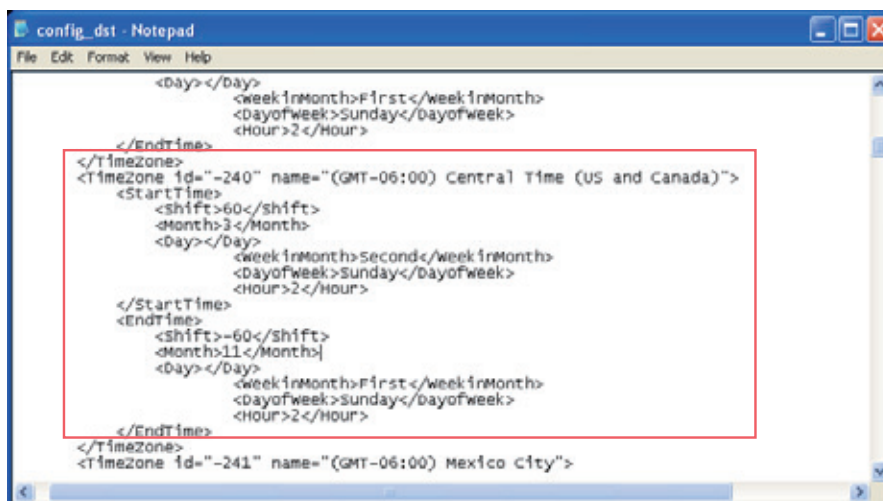 config_dst - Notepad
File Edit Format View Help
<Day></Day>
<WeekinMonth>First</WeekinMonth>
<DayofWeek>Sunday</DayofWeek>
<Hour>2</Hour>
</EndTime>
</TimeZone>
<TimeZone id="-240" name="(GMT-06:00) Central Time (US and Canada)">
<StartTime>
<Shift>60</Shift>
<Month>3</Month>
<Day></Day>
<WeekinMonth>Second</WeekinMonth>
<DayofWeek>Sunday</DayofWeek>
<Hour>2</Hour>
</StartTime>
<EndTime>
<Shift>-60</Shift>
<Month>11</Month>
<Day></Day>
<WeekinMonth>First</WeekinMonth>
<DayofWeek>Sunday</DayofWeek>
<Hour>2</Hour>
</EndTime>
</TimeZone>
<TimeZone id="-241" name="(GMT-06:00) Mexico City">